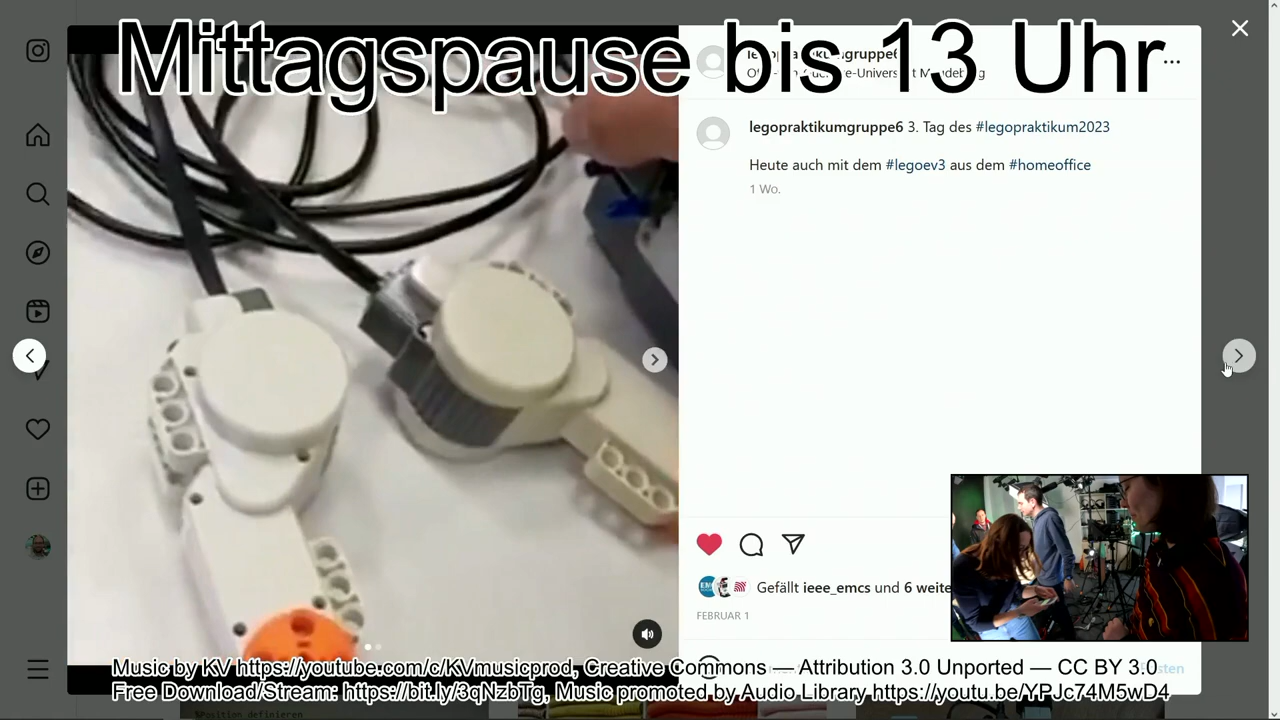 Mittagspause bis 13 Uhr
legopraktikumgruppe6
legopraktikumgruppe6 3. Tag des #legopraktikum2023
Heute auch mit dem #legoev3 aus dem #homeoffice
1 Wo.
Gefällt ieee_emcs und 6 weite
FEBRUAR 1
Music by KV https://youtube.com/c/KVmusicprod, Creative Commons — Attribution 3.0 Unported — CC BY 3.0
Free Download/Stream: https://bit.ly/3qNzbTg, Music promoted by Audio Library https://youtu.be/YPJc74M5wD4
%Position definieren